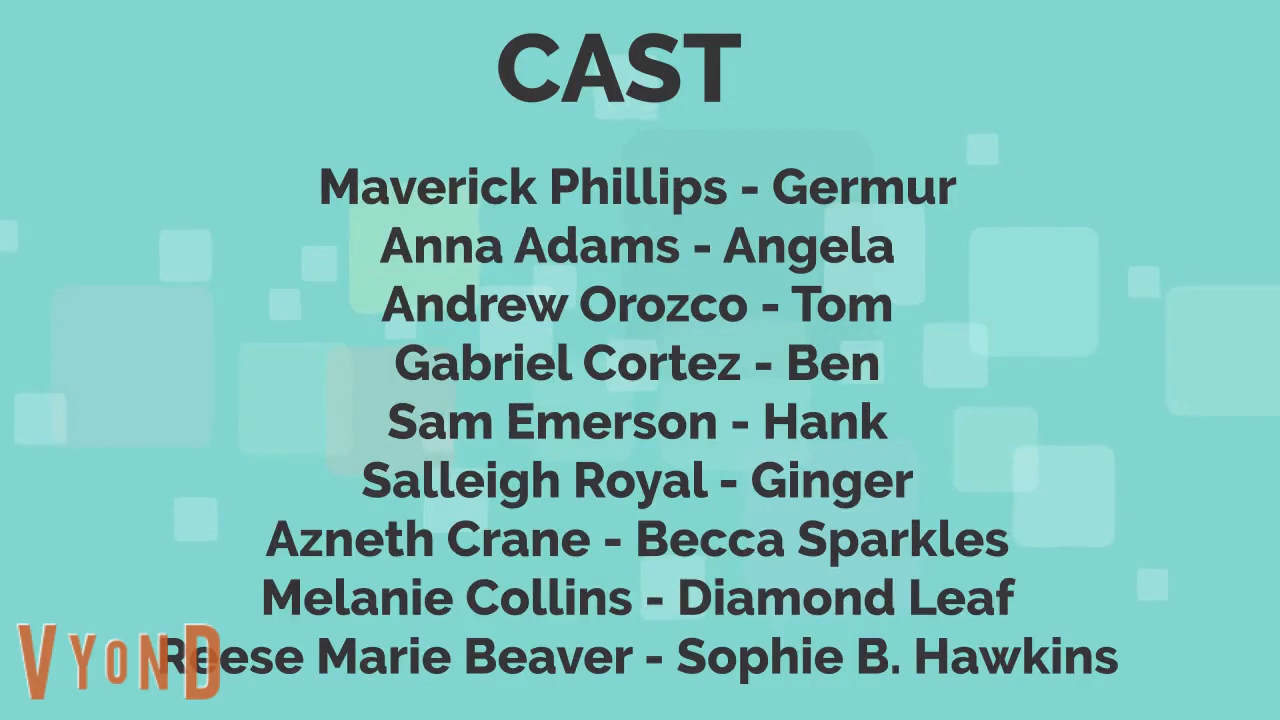 CAST
Maverick Phillips - Germur
Anna Adams - Angela
Andrew Orozco - Tom
Gabriel Cortez - Ben
Sam Emerson - Hank
Salleigh Royal - Ginger
Azneth Crane - Becca Sparkles
Melanie Collins - Diamond Leaf
Reese Marie Beaver - Sophie B. Hawkins
VYOND